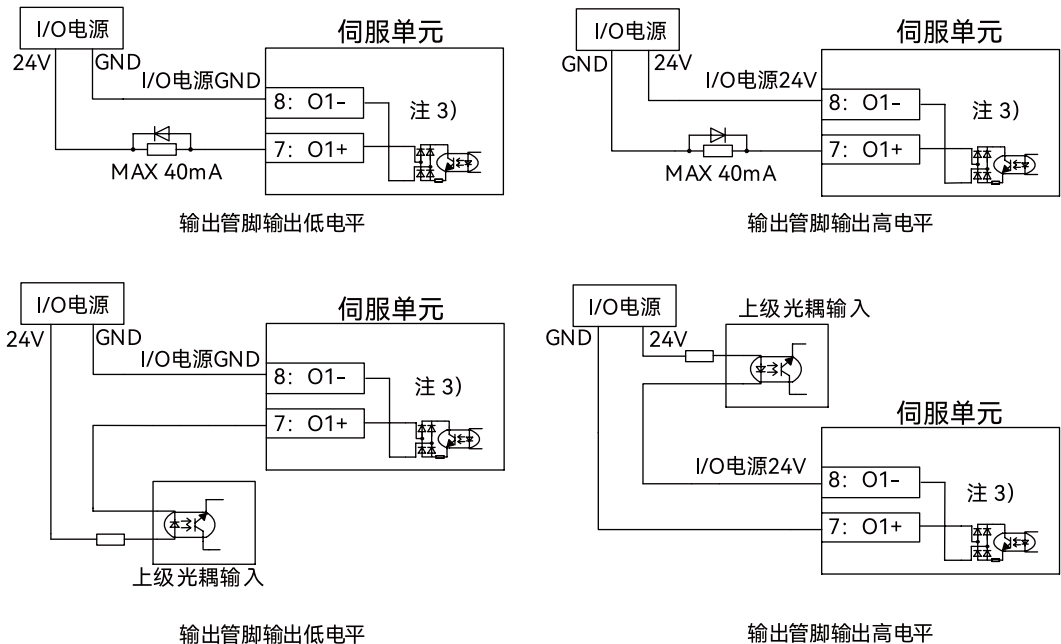 I/O电源
24V
GND
I/O电源GND
伺服单元
8: O1-
注 3)
7: O1+
MAX 40mA
输出管脚输出低电平
I/O电源
GND
24V
I/O电源24V
伺服单元
8: O1-
注 3)
7: O1+
MAX 40mA
输出管脚输出高电平
I/O电源
24V
GND
I/O电源GND
伺服单元
8: O1-
注 3)
7: O1+
上级光耦输入
输出管脚输出低电平
I/O电源
GND
24V
上级光耦输入
伺服单元
I/O电源24V
8: O1-
注 3)
7: O1+
输出管脚输出高电平